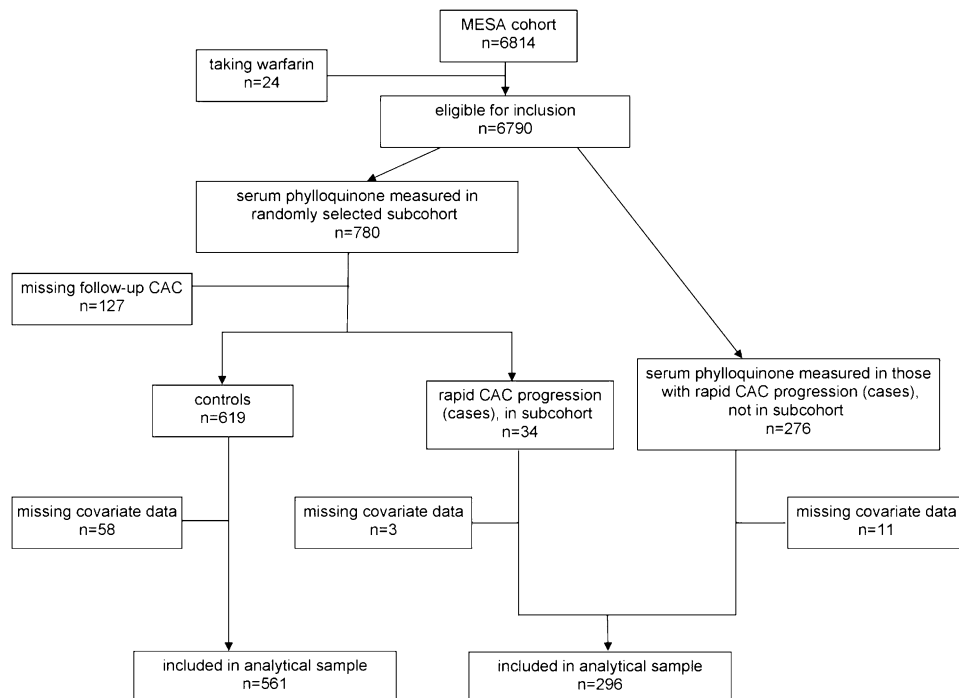 MESA cohort
n=6814
taking warfarin
n=24
eligible for inclusion
n=6790
serum phylloquinone measured in
randomly selected subcohort
n=780
missing follow-up CAC
n=127
controls
n=619
rapid CAC progression
(cases), in subcohort
n=34
serum phylloquinone measured in those
with rapid CAC progression (cases),
not in subcohort
n=276
missing covariate data
n=58
missing covariate data
n=3
missing covariate data
n=11
included in analytical sample
n=561
included in analytical sample
n=296